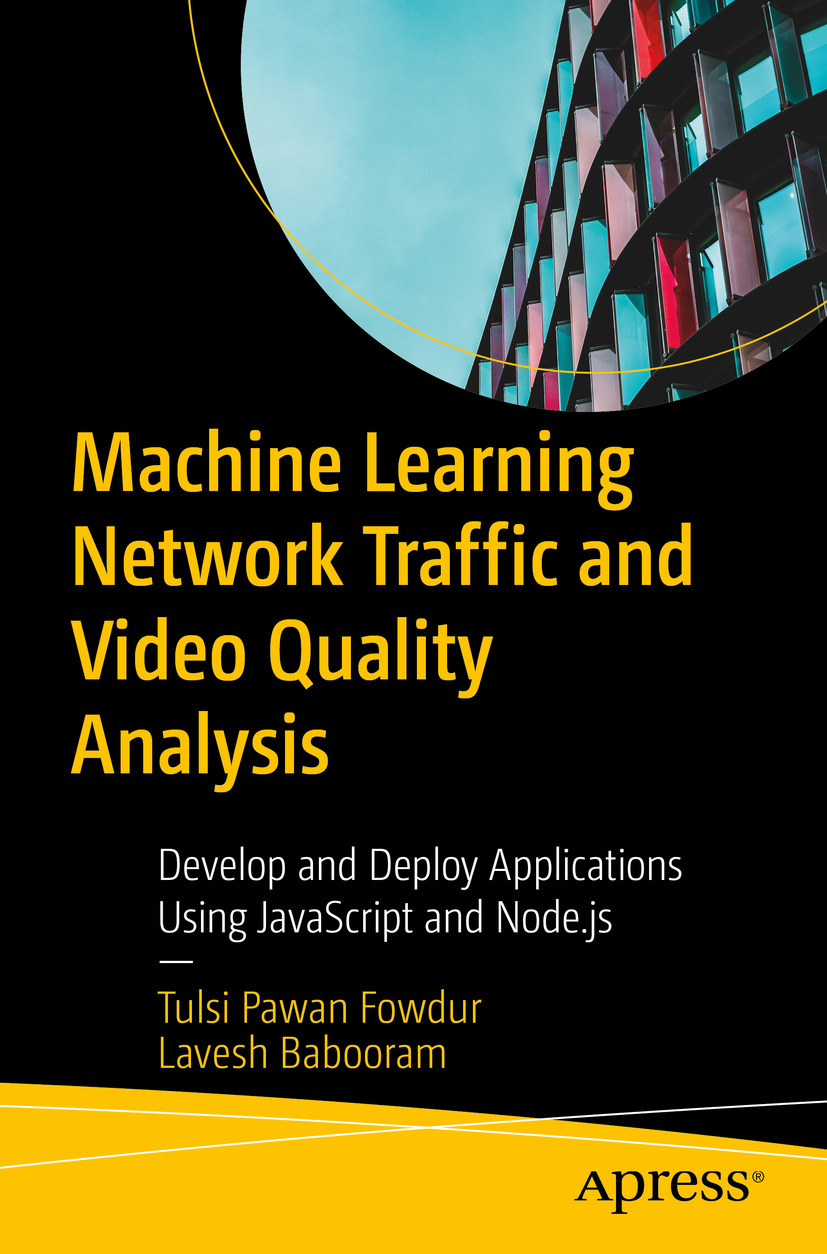 Machine Learning
Network Traffic and
Video Quality
Analysis
Develop and Deploy Applications
Using JavaScript and Node.js
—
Tulsi Pawan Fowdur
Lavesh Babooram
Apress®